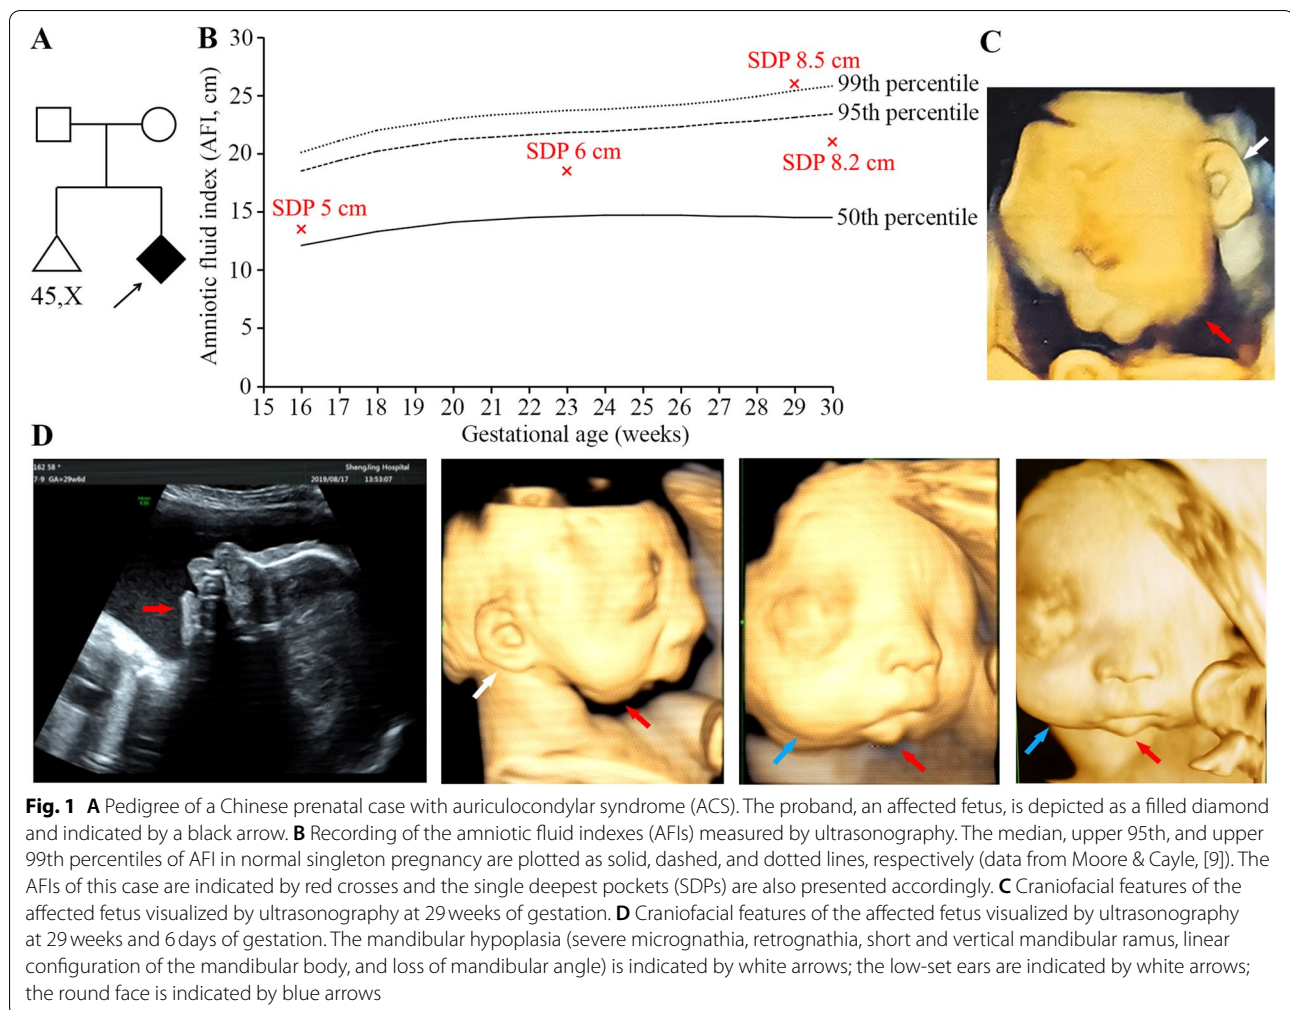 A
B
C
30
25
20
15
10
5
0
Amniotic fluid index (AFI, cm)
SDP 8.5 cm
99th percentile
95th percentile
SDP 6 cm
SDP 8.2 cm
SDP 5 cm
50th percentile
45,X
15 16 17 18 19 20 21 22 23 24 25 26 27 28 29 30
Gestational age (weeks)
D
162 58 * ShengJing Hospital
7-9 GA=29w6d 2019/08/17 13:53:07
Fig. 1 A Pedigree of a Chinese prenatal case with auriculocondylar syndrome (ACS). The proband, an affected fetus, is depicted as a filled diamond
and indicated by a black arrow. B Recording of the amniotic fluid indexes (AFIs) measured by ultrasonography. The median, upper 95th, and upper
99th percentiles of AFI in normal singleton pregnancy are plotted as solid, dashed, and dotted lines, respectively (data from Moore & Cayle, [9]). The
AFIs of this case are indicated by red crosses and the single deepest pockets (SDPs) are also presented accordingly. C Craniofacial features of the
affected fetus visualized by ultrasonography at 29 weeks of gestation. D Craniofacial features of the affected fetus visualized by ultrasonography
at 29 weeks and 6 days of gestation. The mandibular hypoplasia (severe micrognathia, retrognathia, short and vertical mandibular ramus, linear
configuration of the mandibular body, and loss of mandibular angle) is indicated by white arrows; the low-set ears are indicated by white arrows;
the round face is indicated by blue arrows